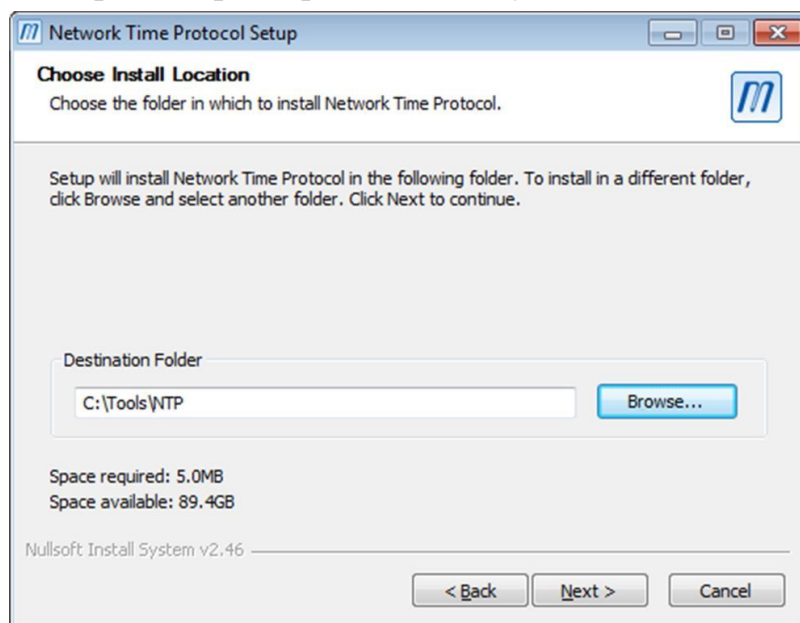 Network Time Protocol Setup
Choose Install Location
Choose the folder in which to install Network Time Protocol.
Setup will install Network Time Protocol in the following folder. To install in a different folder,
click Browse and select another folder. Click Next to continue.
Destination Folder
C:\Tools\NTP
Browse...
Space required: 5.0MB
Space available: 89.4GB
Nullsoft Install System v2.46
< Back
Next >
Cancel